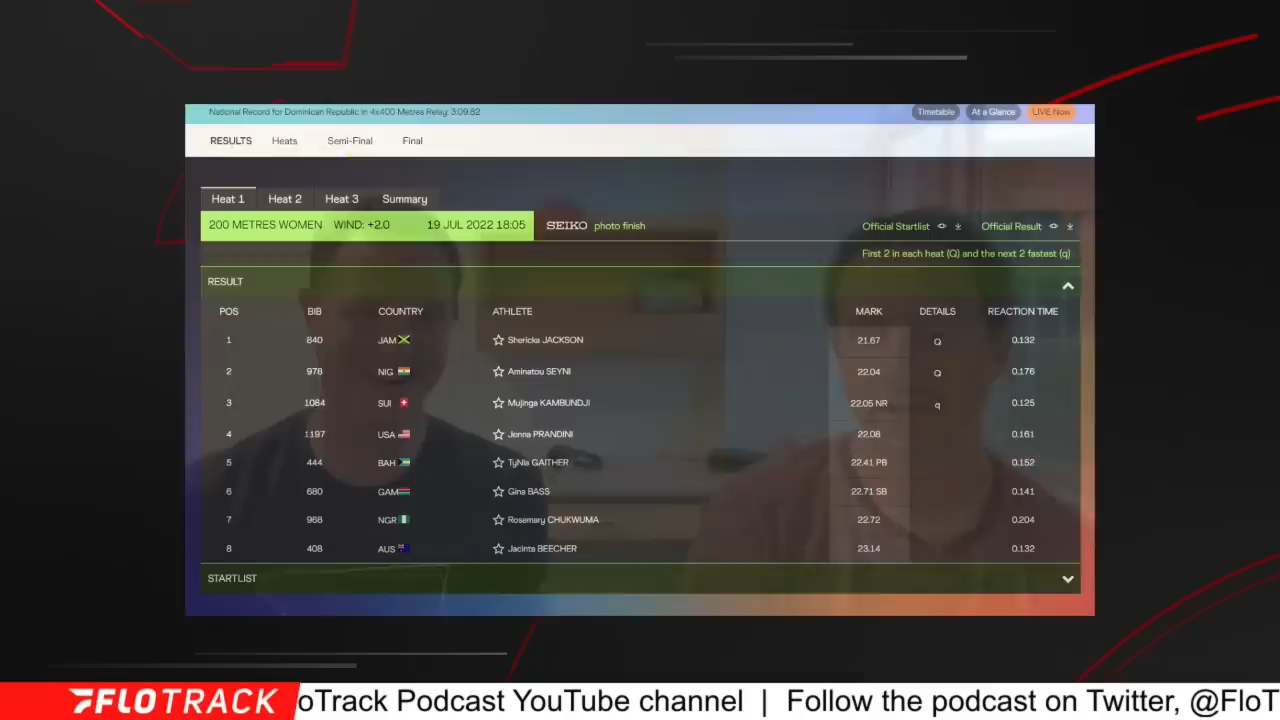 National Record for Dominican Republic in 4x400 Metres Relay: 3:09.82
Timetable At a Glance LIVE Now
RESULTS Heats Semi-Final Final
Heat 1 Heat 2 Heat 3 Summary
200 METRES WOMEN WIND: +2.0 19 JUL 2022 18:05 SEIKO photo finish Official Startlist Official Result
First 2 in each heat (Q) and the next 2 fastest (q)
RESULT
POS BIB COUNTRY ATHLETE MARK DETAILS REACTION TIME
1 840 JAM Shericka JACKSON 21.67 Q 0.132
2 978 NIG Aminatou SEYNI 22.04 Q 0.176
3 1084 SUI Mujinga KAMBUNDJI 22.05 NR q 0.125
4 1197 USA Jenna PRANDINI 22.08 0.161
5 444 BAH TyNia GAITHER 22.41 PB 0.152
6 680 GAM Gina BASS 22.71 SB 0.141
7 968 NGR Rosemary CHUKWUMA 22.72 0.204
8 408 AUS Jacinta BEECHER 23.14 0.132
STARTLIST
FLOTRACK oTrack Podcast YouTube channel | Follow the podcast on Twitter, @FloT